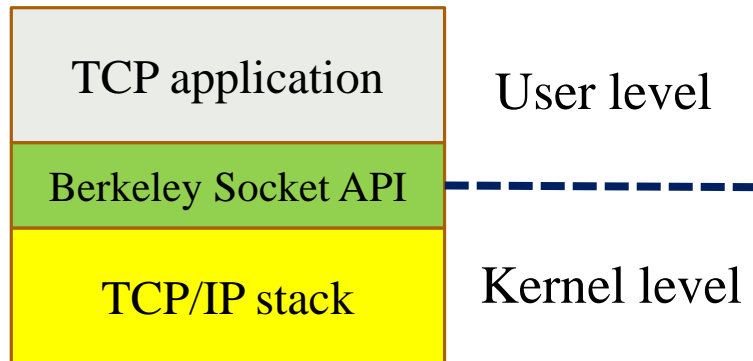 TCP application
User level
Berkeley Socket API
TCP/IP stack
Kernel level